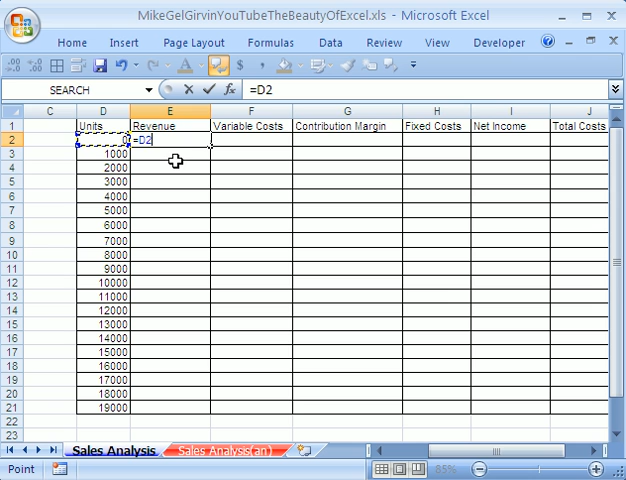 MikeGelGirvinYouTubeTheBeautyOfExcel.xls - Microsoft Excel
Home Insert Page Layout Formulas Data Review View Developer
SEARCH =D2
C D E F G H I J
1 Units Revenue Variable Costs Contribution Margin Fixed Costs Net Income Total Costs
2 0 =D2
3 1000
4 2000
5 3000
6 4000
7 5000
8 6000
9 7000
10 8000
11 9000
12 10000
13 11000
14 12000
15 13000
16 14000
17 15000
18 16000
19 17000
20 18000
21 19000
22
23
Sales Analysis Sales Analysis(an)
Point 85%